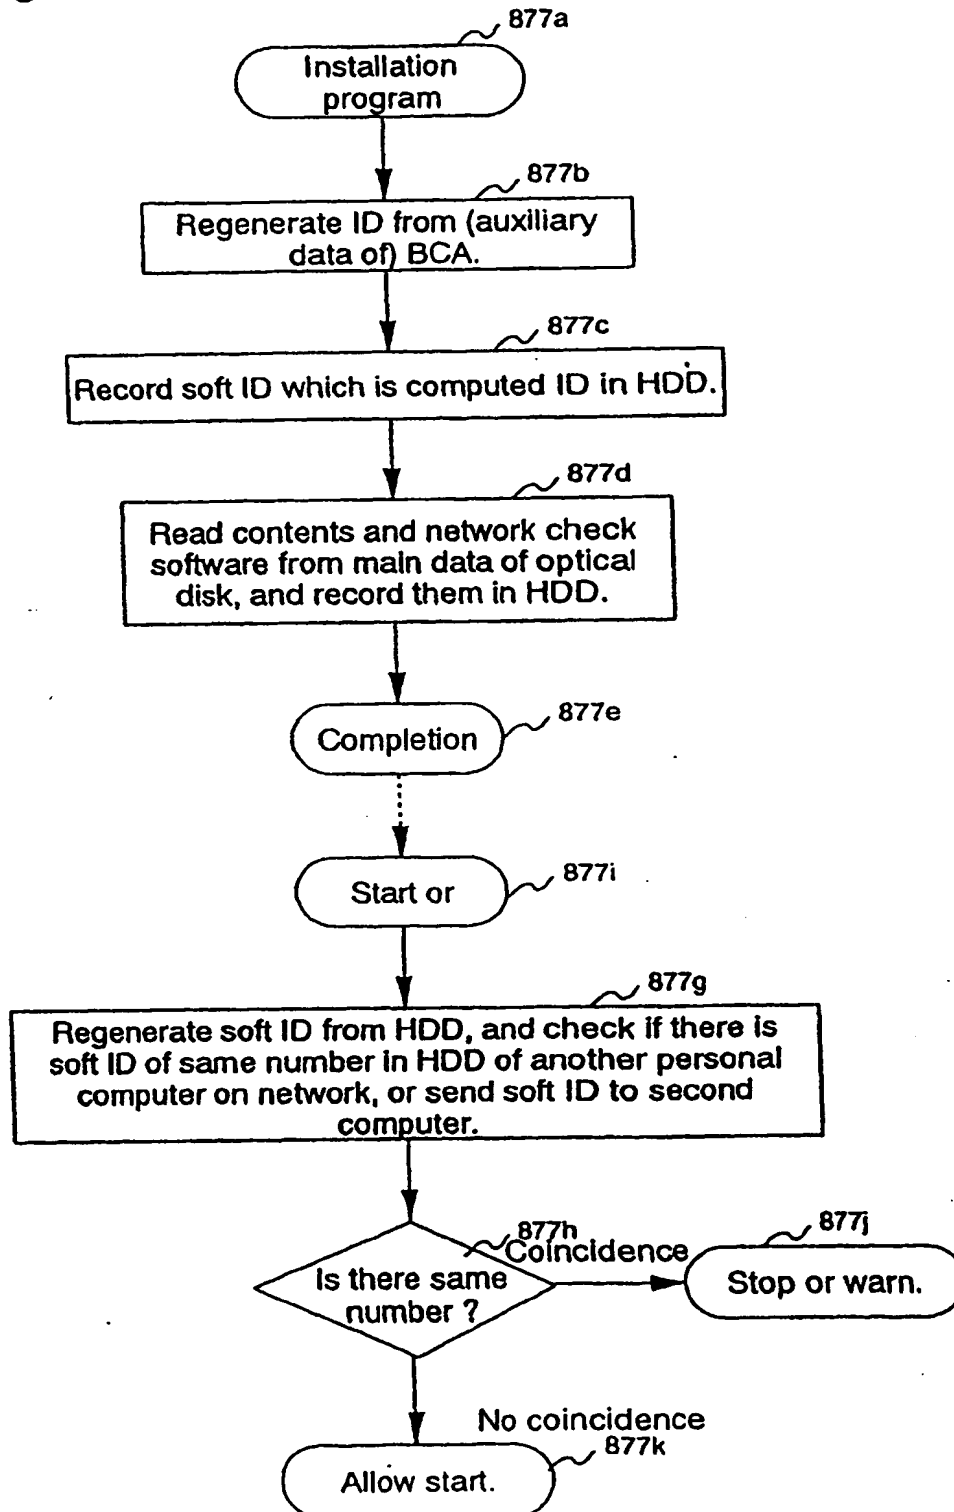 877a
Installation
program
877b
Regenerate ID from (auxiliary
data of) BCA.
877c
Record soft ID which is computed ID in HDD.
877d
Read contents and network check
software from main data of optical
disk, and record them in HDD.
877e
Completion
877i
Start or
877g
Regenerate soft ID from HDD, and check if there is
soft ID of same number in HDD of another personal
computer on network, or send soft ID to second
computer.
877h
Coincidence
877j
Is there same
number ?
Stop or warn.
No coincidence
877k
Allow start.